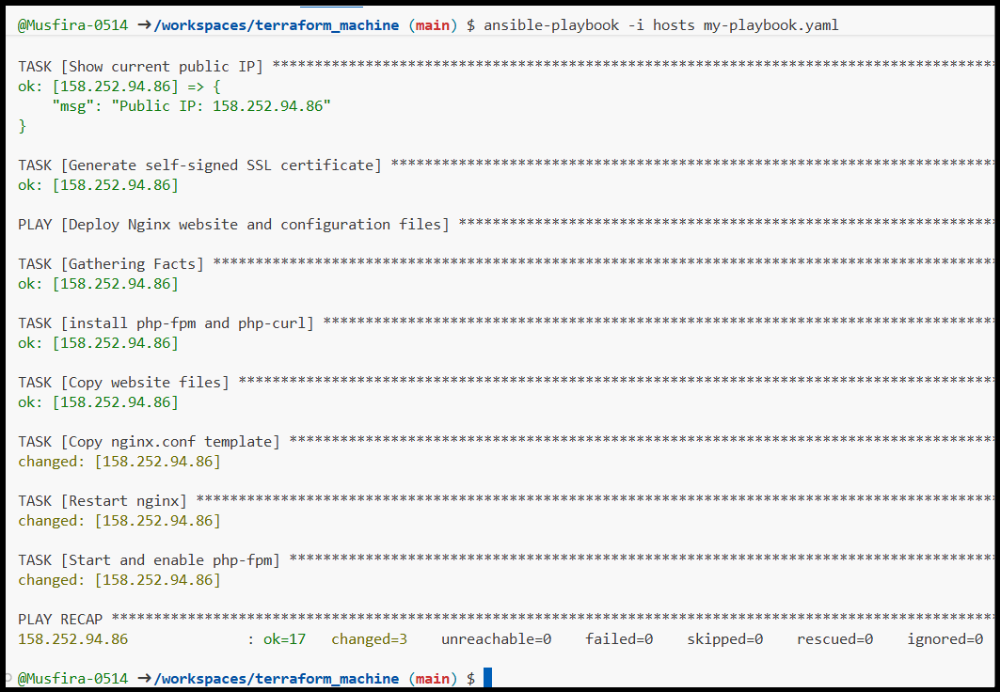 @Musfira-0514 ➜/workspaces/terraform_machine (main) $ ansible-playbook -i hosts my-playbook.yaml
TASK [Show current public IP] *************************************************************************************
ok: [158.252.94.86] => {
    "msg": "Public IP: 158.252.94.86"
}
TASK [Generate self-signed SSL certificate] ***********************************************************************
ok: [158.252.94.86]
PLAY [Deploy Nginx website and configuration files] ***************************************************************
TASK [Gathering Facts] ********************************************************************************************
ok: [158.252.94.86]
TASK [install php-fpm and php-curl] *******************************************************************************
ok: [158.252.94.86]
TASK [Copy website files] *****************************************************************************************
ok: [158.252.94.86]
TASK [Copy nginx.conf template] ***********************************************************************************
changed: [158.252.94.86]
TASK [Restart nginx] **********************************************************************************************
changed: [158.252.94.86]
TASK [Start and enable php-fpm] ***********************************************************************************
changed: [158.252.94.86]
PLAY RECAP ********************************************************************************************************
158.252.94.86              : ok=17   changed=3    unreachable=0    failed=0    skipped=0    rescued=0    ignored=0
@Musfira-0514 ➜/workspaces/terraform_machine (main) $